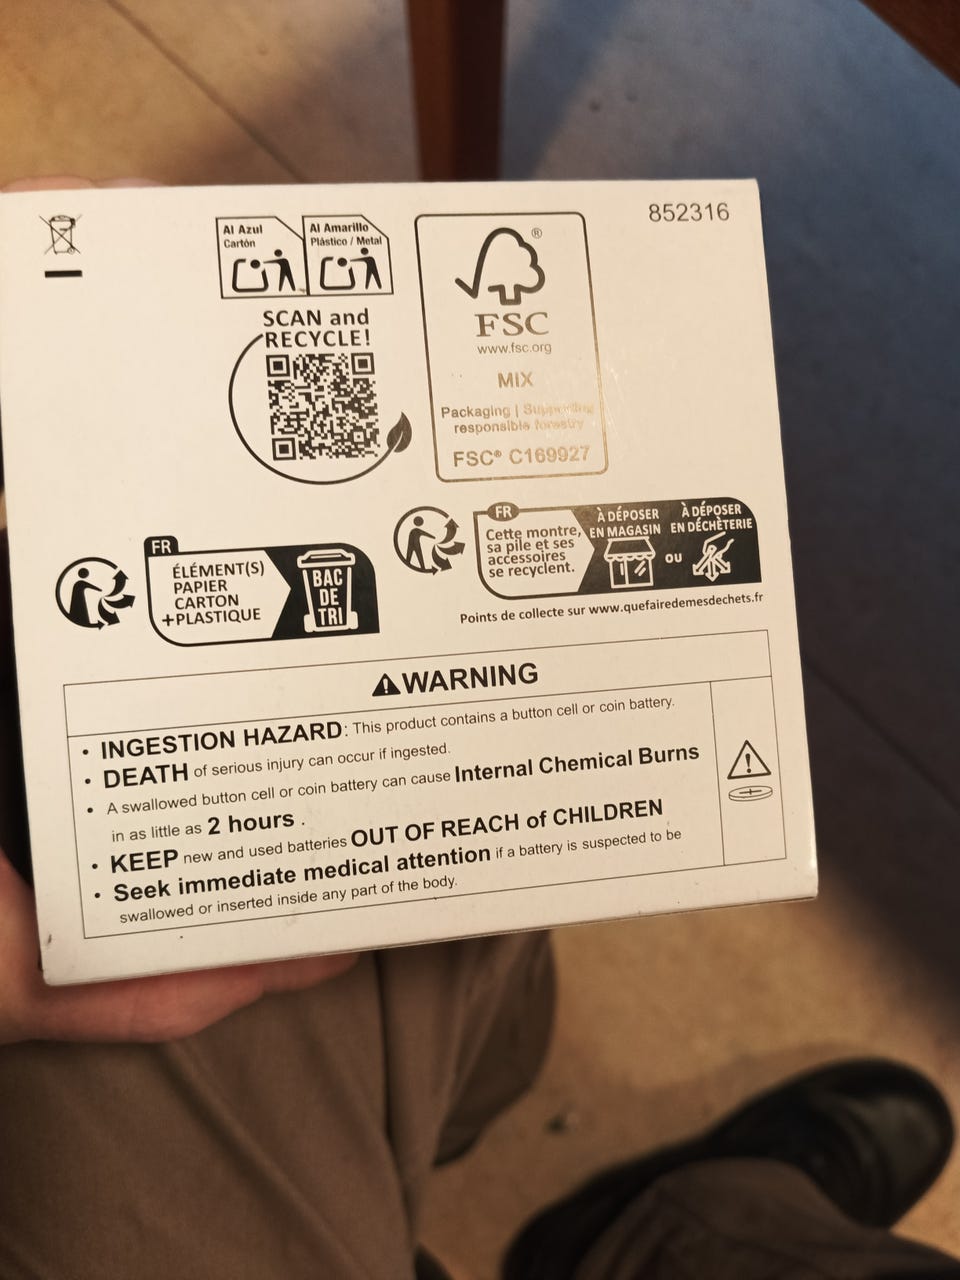 852316
Al Azul
Cartón
Al Amarillo
Plástico / Metal
SCAN and
RECYCLE!
®
FSC
www.fsc.org
MIX
Packaging | Supporting
responsible forestry
FSC® C169927
FR
ÉLÉMENT(S)
PAPIER
CARTON
+PLASTIQUE
BAC
DE
TRI
FR
Cette montre,
sa pile et ses
accessoires
se recyclent.
À DÉPOSER
EN MAGASIN
OU
À DÉPOSER
EN DÉCHÈTERIE
Points de collecte sur www.quefairedemesdechets.fr
WARNING
• INGESTION HAZARD: This product contains a button cell or coin battery.
• DEATH of serious injury can occur if ingested.
• A swallowed button cell or coin battery can cause Internal Chemical Burns
in as little as 2 hours .
• KEEP new and used batteries OUT OF REACH of CHILDREN
• Seek immediate medical attention if a battery is suspected to be
swallowed or inserted inside any part of the body.